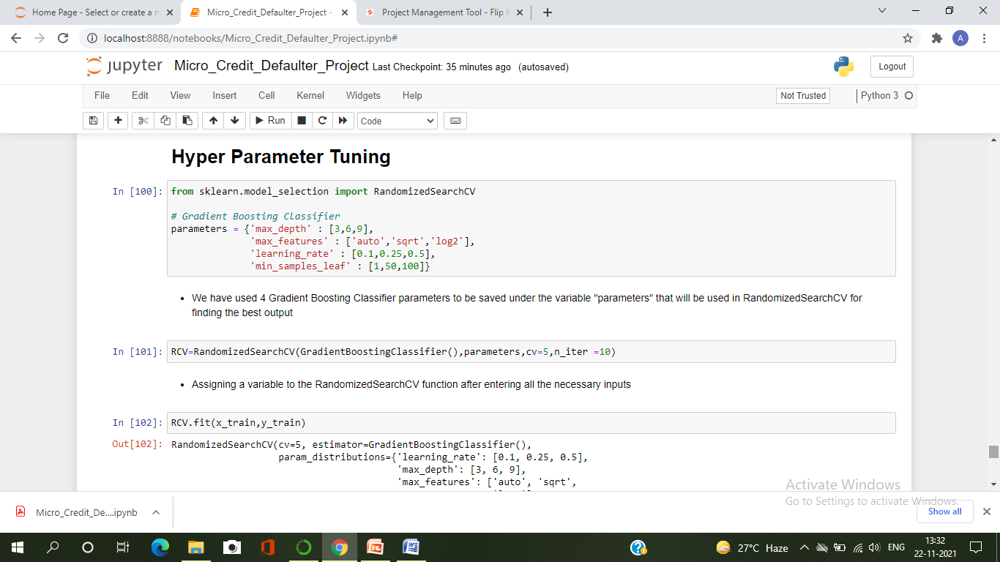 Home Page - Select or create a n
Micro_Credit_Defaulter_Project -
Project Management Tool - Flip
localhost:8888/notebooks/Micro_Credit_Defaulter_Project.ipynb#
A
jupyter Micro_Credit_Defaulter_Project Last Checkpoint: 35 minutes ago (autosaved)
Logout
File Edit View Insert Cell Kernel Widgets Help
Not Trusted
Python 3
Run
Code
Hyper Parameter Tuning
In [100]: from sklearn.model_selection import RandomizedSearchCV
# Gradient Boosting Classifier
parameters = {'max_depth' : [3,6,9],
'max_features' : ['auto','sqrt','log2'],
'learning_rate' : [0.1,0.25,0.5],
'min_samples_leaf' : [1,50,100]}
• We have used 4 Gradient Boosting Classifier parameters to be saved under the variable "parameters" that will be used in RandomizedSearchCV for
finding the best output
In [101]: RCV=RandomizedSearchCV(GradientBoostingClassifier(),parameters,cv=5,n_iter =10)
• Assigning a variable to the RandomizedSearchCV function after entering all the necessary inputs
In [102]: RCV.fit(x_train,y_train)
Out[102]: RandomizedSearchCV(cv=5, estimator=GradientBoostingClassifier(),
param_distributions={'learning_rate': [0.1, 0.25, 0.5],
'max_depth': [3, 6, 9],
'max_features': ['auto', 'sqrt',
Activate Windows
Go to Settings to activate Windows.
Micro_Credit_De....ipynb
Show all
27°C Haze
ENG
13:32
22-11-2021